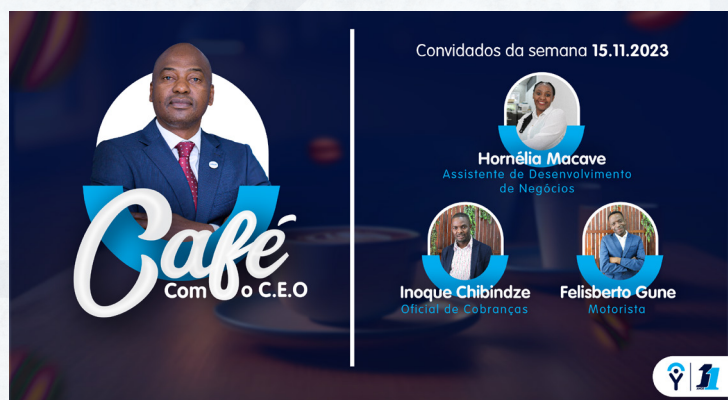 Café
Com o C.E.O
Convidados da semana 15.11.2023
Hornélia Macave
Assistente de Desenvolvimento
de Negócios
Inoque Chibindze
Oficial de Cobranças
Felisberto Gune
Motorista
11